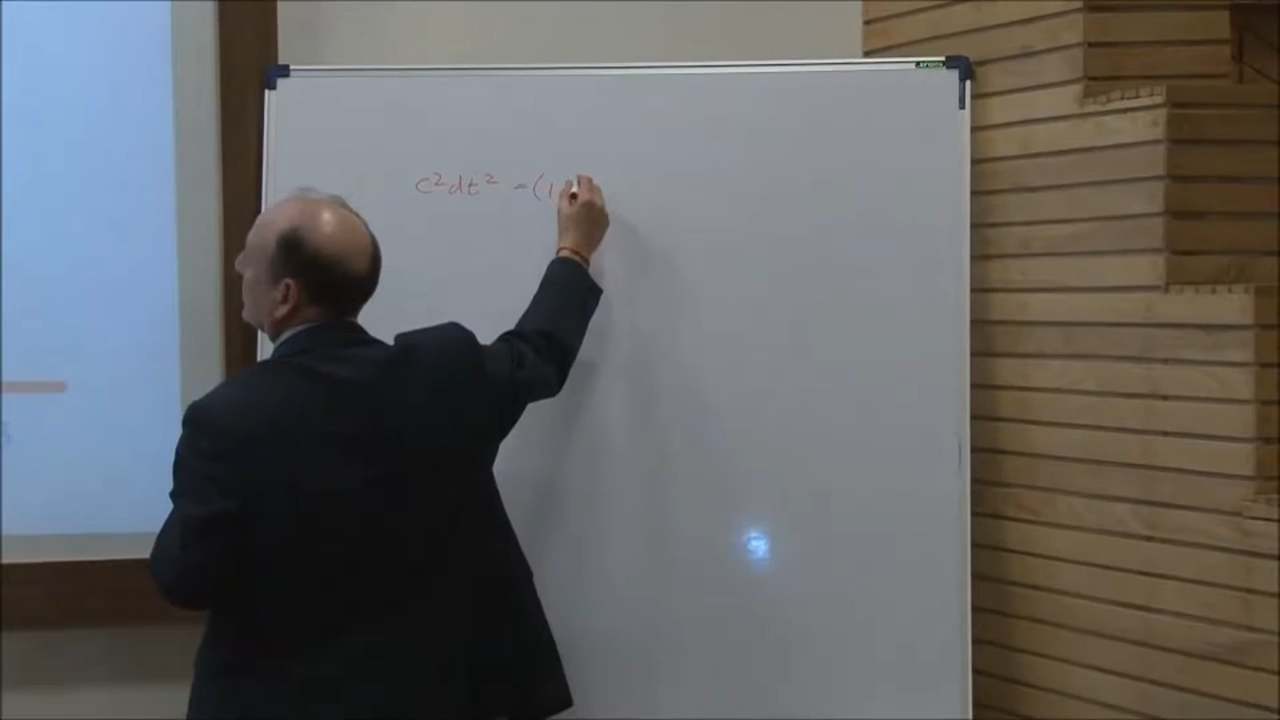 c²dt² = (1